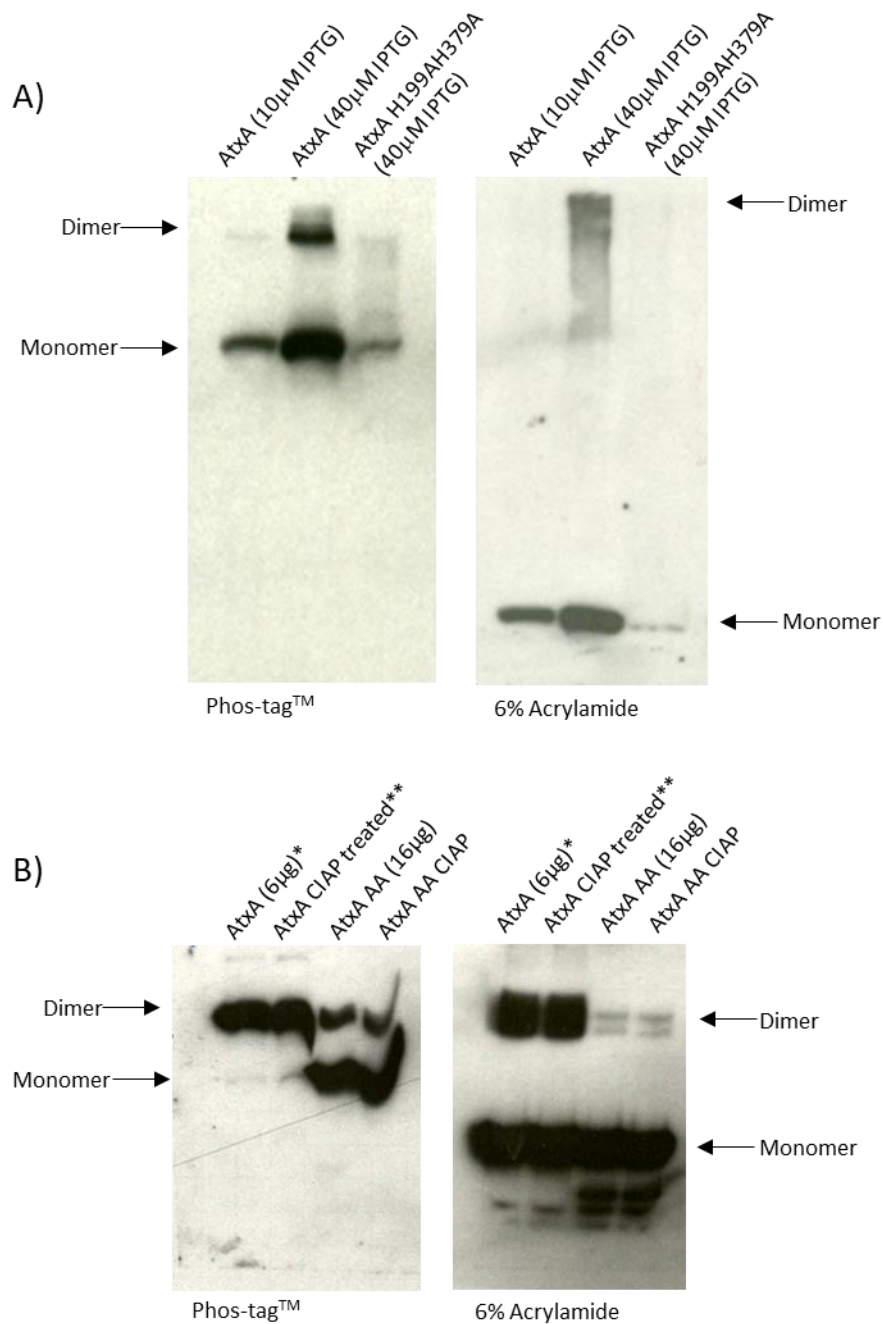 A)
AtxA (10µM IPTG)
AtxA (40µM IPTG)
AtxA H199AH379A
(40µM IPTG)
AtxA (10µM IPTG)
AtxA (40µM IPTG)
AtxA H199AH379A
(40µM IPTG)
Dimer
Monomer
Dimer
Monomer
Phos-tag™
6% Acrylamide
B)
AtxA (6µg)*
AtxA CIAP treated**
AtxA AA (16µg)
AtxA AA CIAP
AtxA (6µg)*
AtxA CIAP treated**
AtxA AA (16µg)
AtxA AA CIAP
Dimer
Monomer
Dimer
Monomer
Phos-tag™
6% Acrylamide